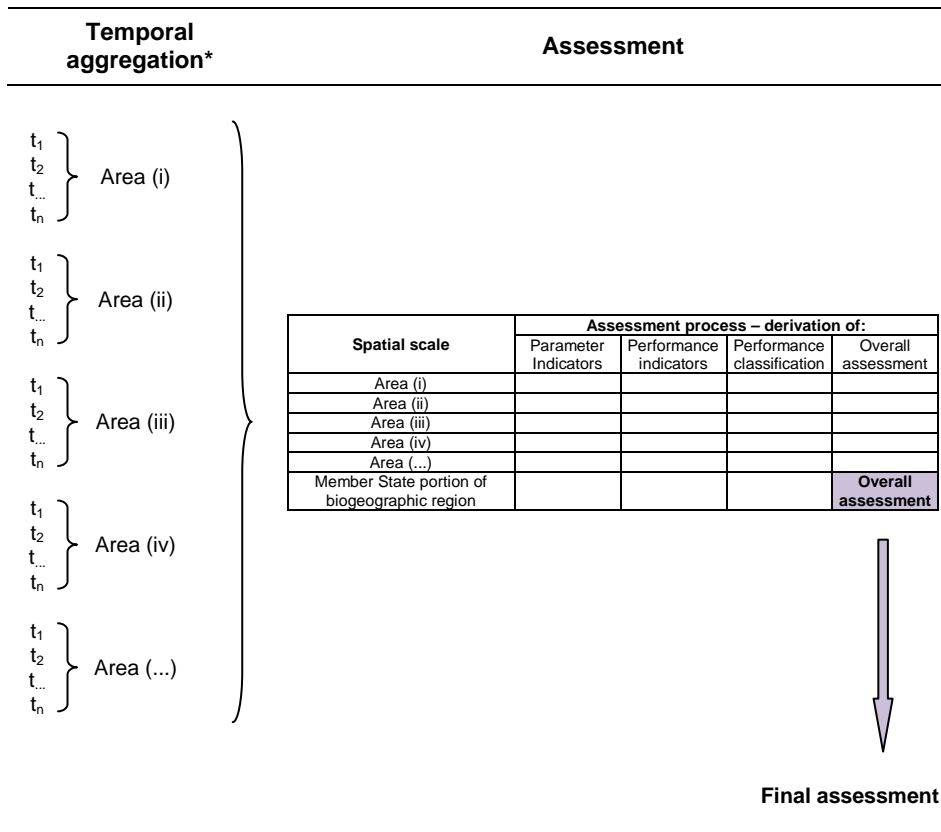 Temporal
aggregation*
Assessment
t₁
t₂
t...
tₙ
Area (i)
t₁
t₂
t...
tₙ
Area (ii)
t₁
t₂
t...
tₙ
Area (iii)
t₁
t₂
t...
tₙ
Area (iv)
t₁
t₂
t...
tₙ
Area (...)
Spatial scale
Assessment process – derivation of:
Parameter
Indicators
Performance
indicators
Performance
classification
Overall
assessment
Area (i)
Area (ii)
Area (iii)
Area (iv)
Area (...)
Member State portion of
biogeographic region
Overall
assessment
Final assessment